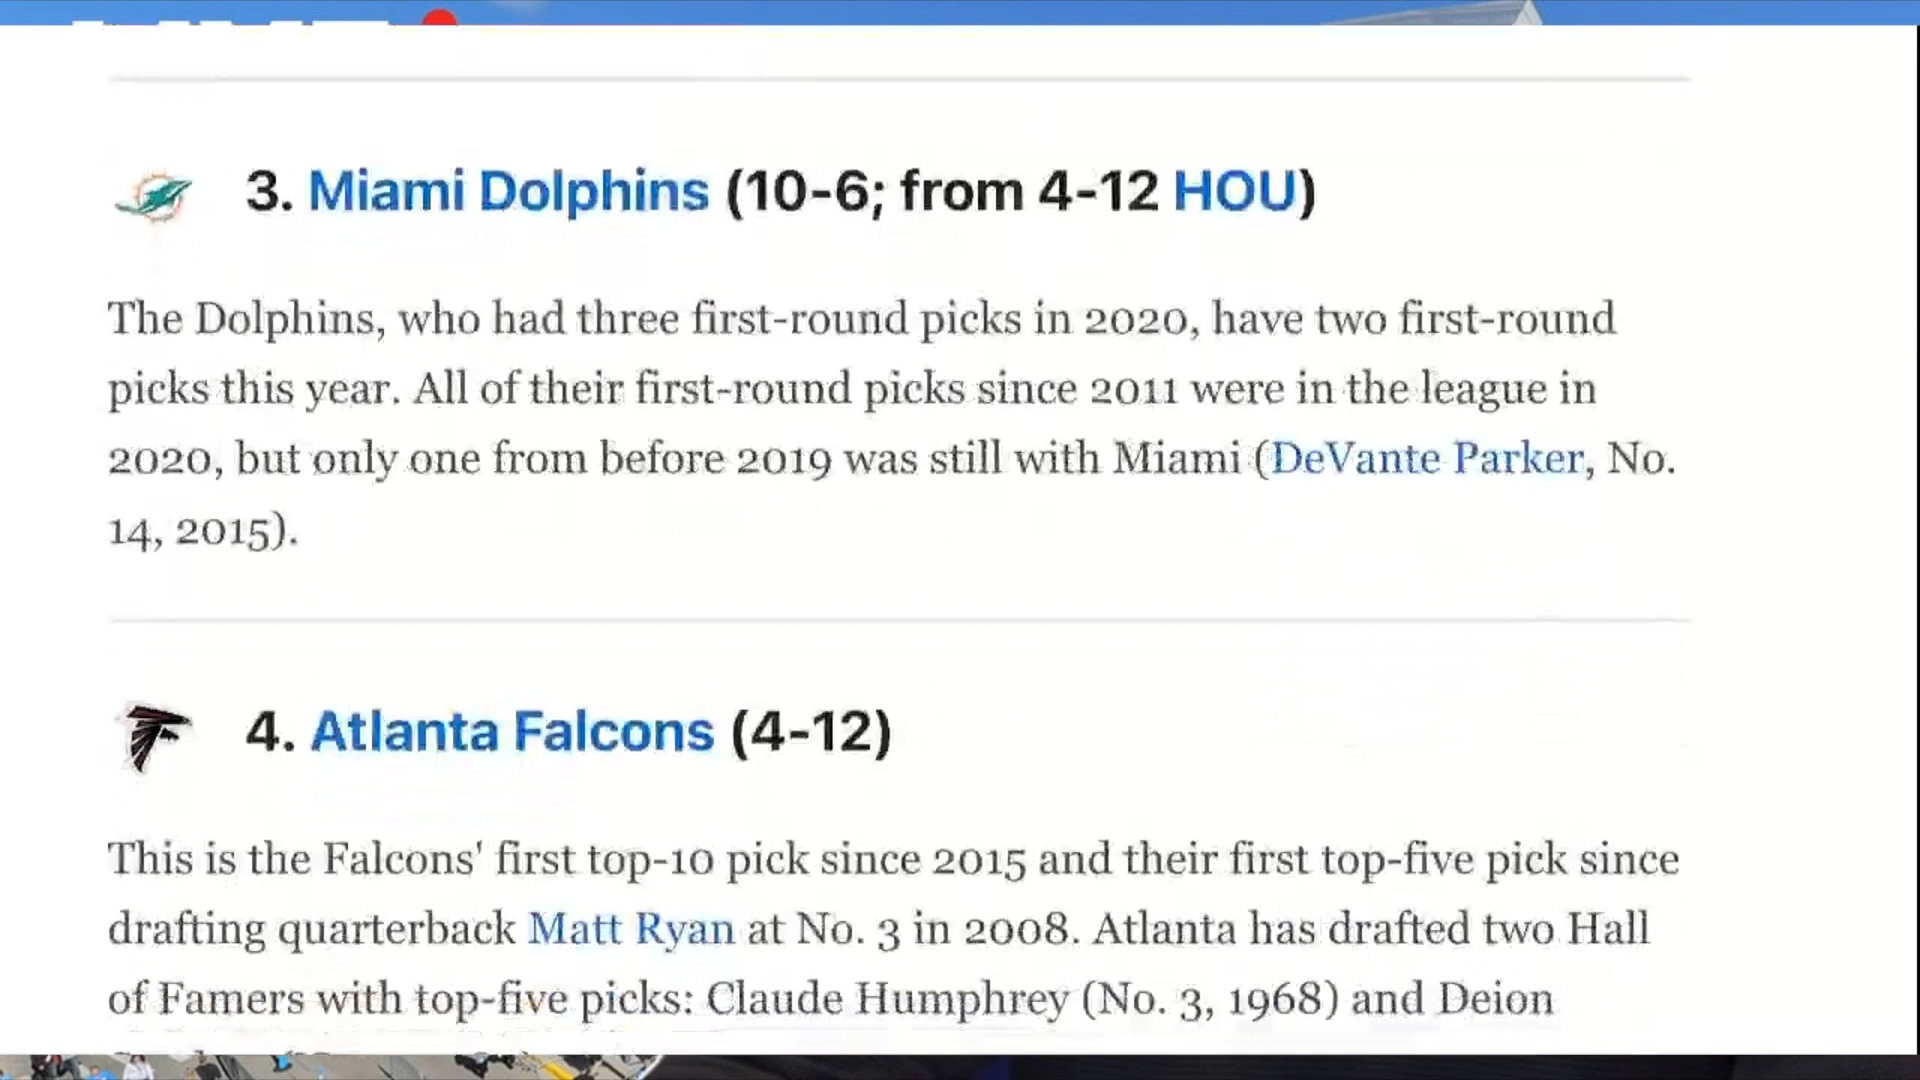 3. Miami Dolphins (10-6; from 4-12 HOU)
The Dolphins, who had three first-round picks in 2020, have two first-round
picks this year. All of their first-round picks since 2011 were in the league in
2020, but only one from before 2019 was still with Miami (DeVante Parker, No.
14, 2015).
4. Atlanta Falcons (4-12)
This is the Falcons' first top-10 pick since 2015 and their first top-five pick since
drafting quarterback Matt Ryan at No. 3 in 2008. Atlanta has drafted two Hall
of Famers with top-five picks: Claude Humphrey (No. 3, 1968) and Deion